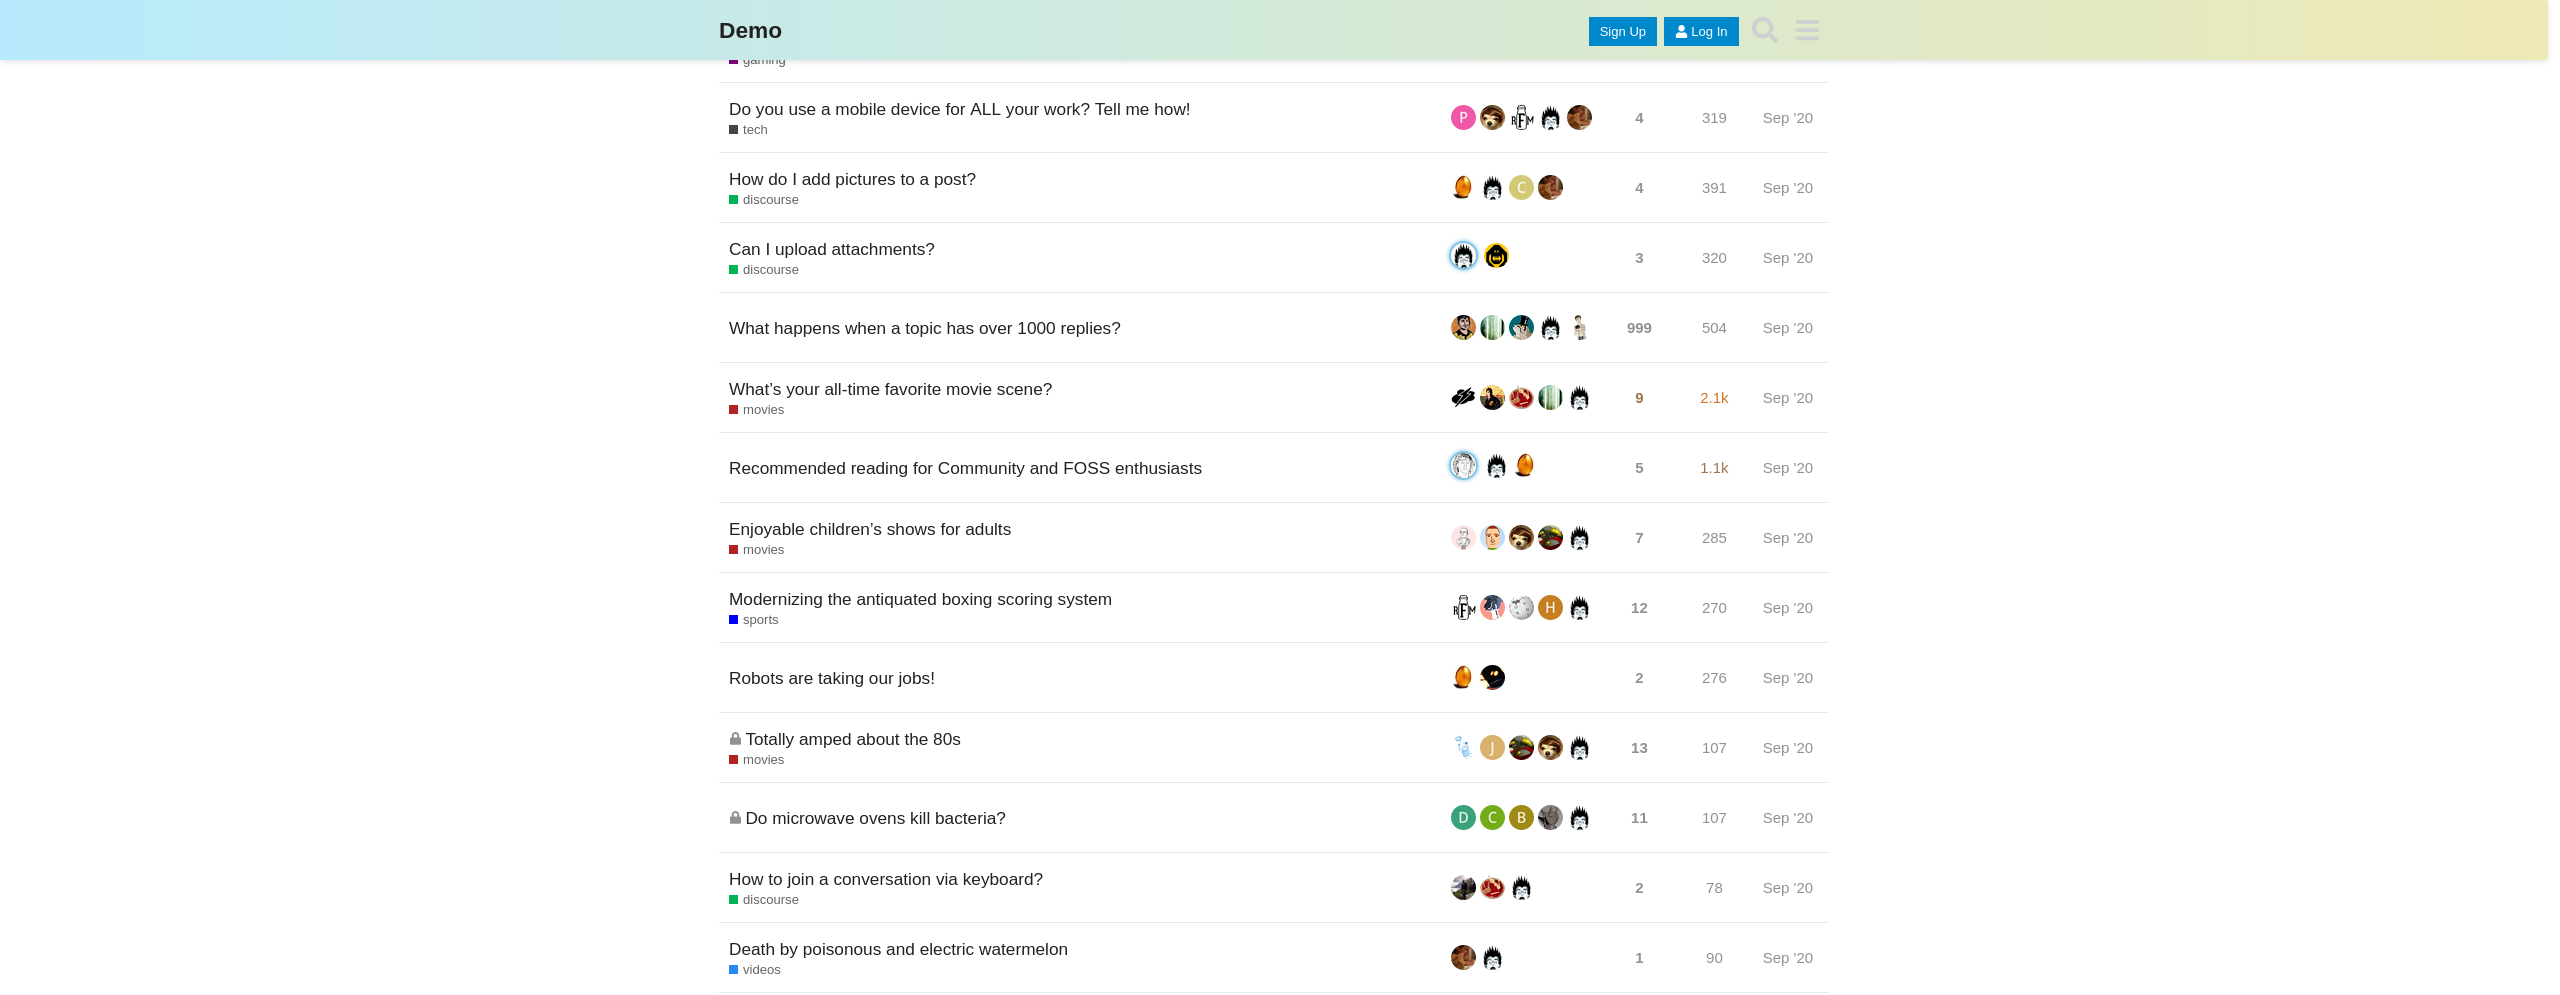 Demo
Sign Up
Log In
gaming
Do you use a mobile device for ALL your work? Tell me how!
tech
P
RFM
4
319
Sep '20
How do I add pictures to a post?
discourse
C
4
391
Sep '20
Can I upload attachments?
discourse
3
320
Sep '20
What happens when a topic has over 1000 replies?
999
504
Sep '20
What’s your all-time favorite movie scene?
movies
9
2.1k
Sep '20
Recommended reading for Community and FOSS enthusiasts
5
1.1k
Sep '20
Enjoyable children’s shows for adults
movies
7
285
Sep '20
Modernizing the antiquated boxing scoring system
sports
RFM
H
12
270
Sep '20
Robots are taking our jobs!
2
276
Sep '20
Totally amped about the 80s
movies
J
13
107
Sep '20
Do microwave ovens kill bacteria?
D
C
B
11
107
Sep '20
How to join a conversation via keyboard?
discourse
2
78
Sep '20
Death by poisonous and electric watermelon
videos
1
90
Sep '20